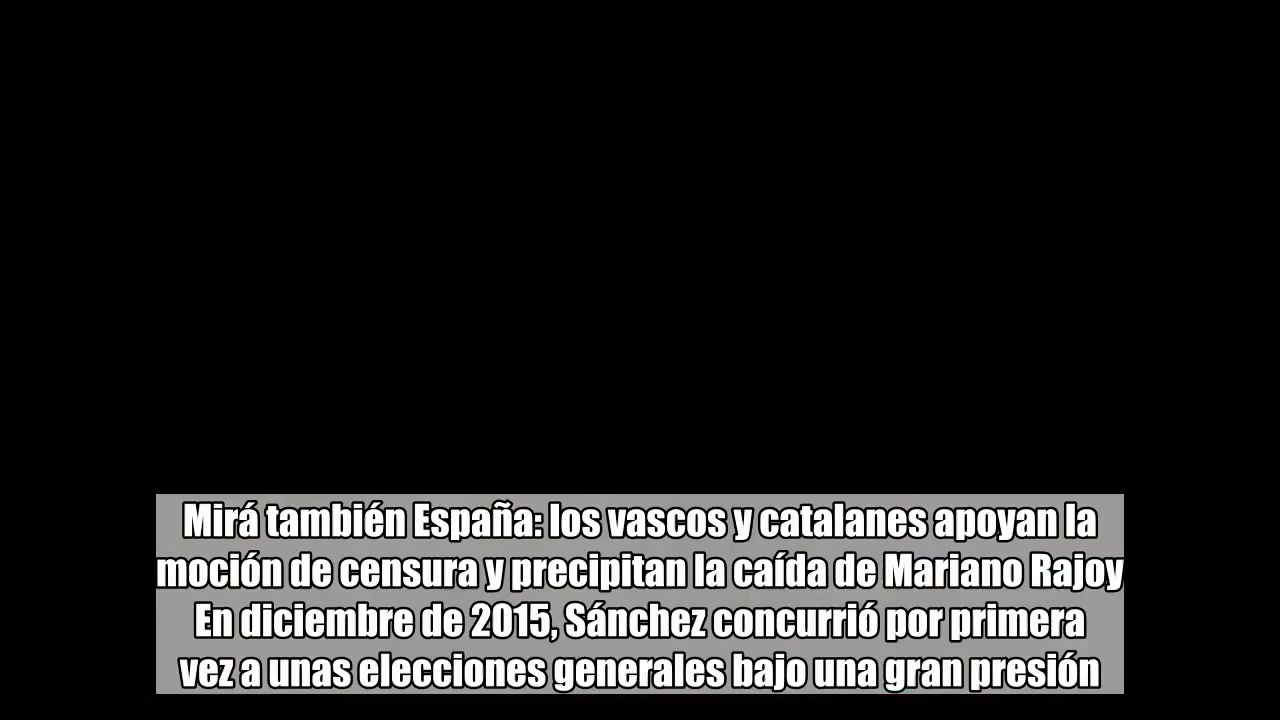 Mirá también España: los vascos y catalanes apoyan la
moción de censura y precipitan la caída de Mariano Rajoy
En diciembre de 2015, Sánchez concurrió por primera
vez a unas elecciones generales bajo una gran presión